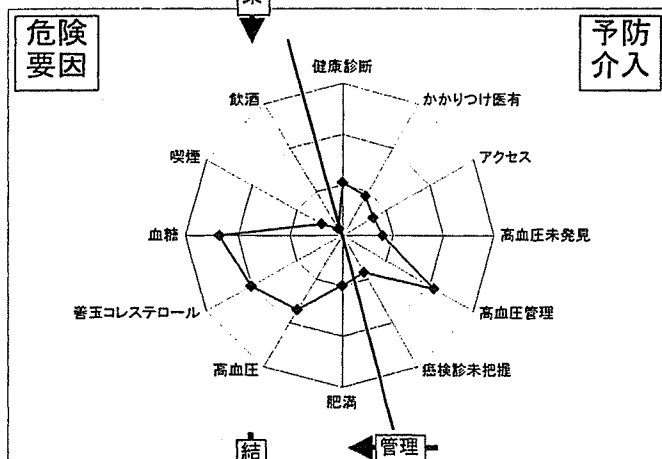 危険
要因
予防
介入
健康診断
飲酒
かかりつけ医有
喫煙
アクセス
血糖
高血圧未発見
善玉コレステロール
高血圧管理
高血圧
癌検診未把握
肥満
結
管理